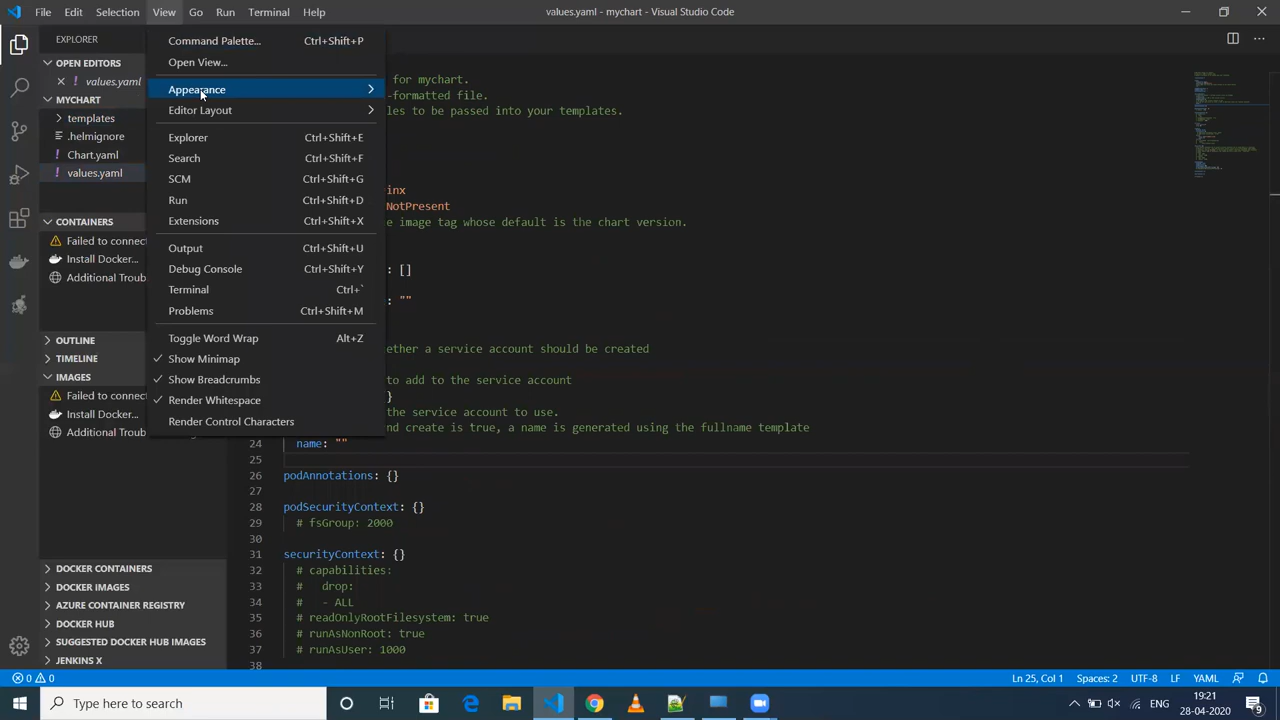 File Edit Selection View Go Run Terminal Help
values.yaml - mychart - Visual Studio Code
EXPLORER
OPEN EDITORS
values.yaml
MYCHART
templates
.helmignore
Chart.yaml
values.yaml
CONTAINERS
Failed to connec
Install Docker...
Additional Troub
OUTLINE
TIMELINE
IMAGES
Failed to connec
Install Docker...
Additional Troub
DOCKER CONTAINERS
DOCKER IMAGES
AZURE CONTAINER REGISTRY
DOCKER HUB
SUGGESTED DOCKER HUB IMAGES
JENKINS X
Command Palette... Ctrl+Shift+P
Open View...
Appearance
Editor Layout
Explorer Ctrl+Shift+E
Search Ctrl+Shift+F
SCM Ctrl+Shift+G
Run Ctrl+Shift+D
Extensions Ctrl+Shift+X
Output Ctrl+Shift+U
Debug Console Ctrl+Shift+Y
Terminal Ctrl+`
Problems Ctrl+Shift+M
Toggle Word Wrap Alt+Z
Show Minimap
Show Breadcrumbs
Render Whitespace
Render Control Characters
for mychart.
-formatted file.
les to be passed into your templates.
inx
NotPresent
e image tag whose default is the chart version.
: []
: ""
ether a service account should be created
to add to the service account
}
the service account to use.
nd create is true, a name is generated using the fullname template
24 name: ""
25
26 podAnnotations: {}
27
28 podSecurityContext: {}
29 # fsGroup: 2000
30
31 securityContext: {}
32 # capabilities:
33 # drop:
34 # - ALL
35 # readOnlyRootFilesystem: true
36 # runAsNonRoot: true
37 # runAsUser: 1000
38
0 0
Ln 25, Col 1 Spaces: 2 UTF-8 LF YAML
Type here to search
ENG
19:21
28-04-2020
9